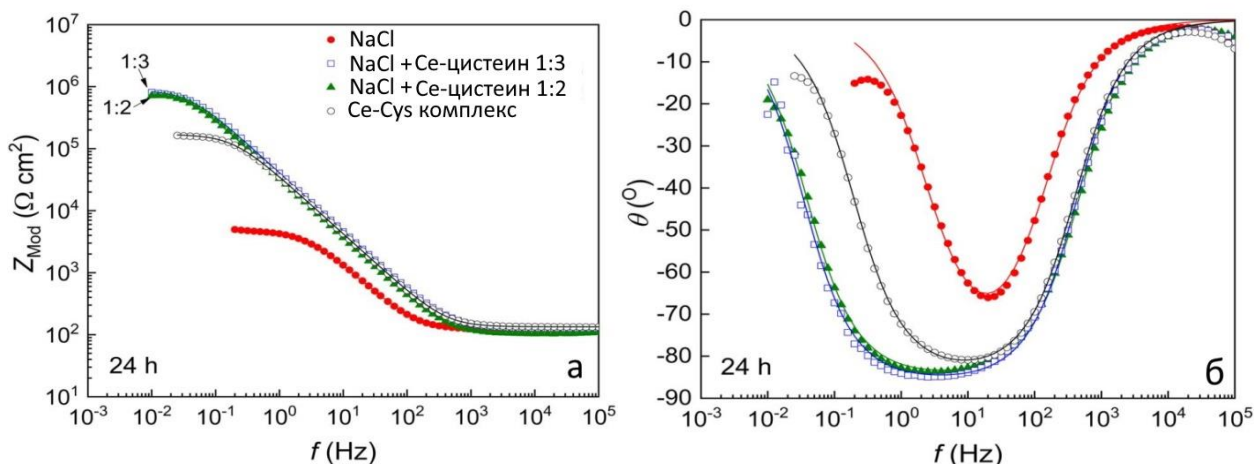 10⁷
10⁶
10⁵
10⁴
10³
10²
10¹
Z_Mod (Ω cm²)
1:3
1:2
NaCl
NaCl + Се-цистеин 1:3
NaCl + Се-цистеин 1:2
Ce-Cys комплекс
24 h
а
10⁻³ 10⁻² 10⁻¹ 10⁰ 10¹ 10² 10³ 10⁴ 10⁵
f (Hz)
0
-10
-20
-30
-40
-50
-60
-70
-80
-90
θ (°)
24 h
б
10⁻³ 10⁻² 10⁻¹ 10⁰ 10¹ 10² 10³ 10⁴ 10⁵
f (Hz)